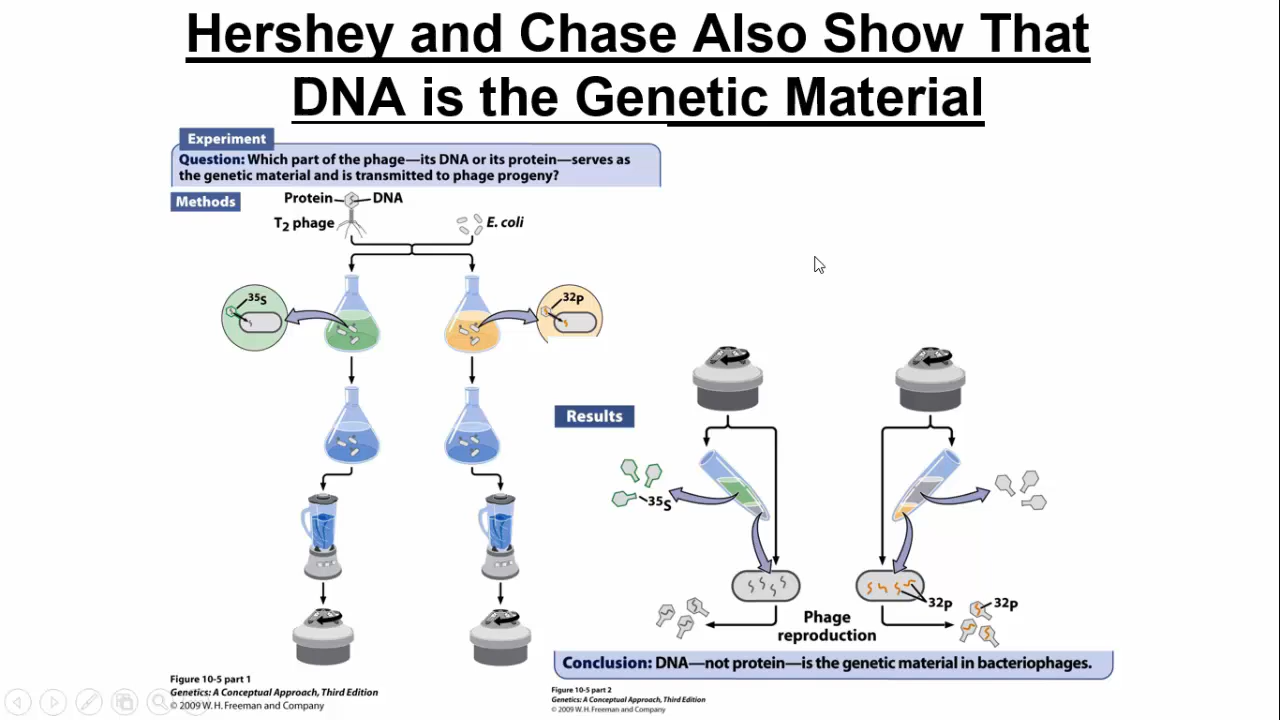 Hershey and Chase Also Show That
DNA is the Genetic Material
Experiment
Question: Which part of the phage—its DNA or its protein—serves as
the genetic material and is transmitted to phage progeny?
Methods
Protein
DNA
T2 phage
E. coli
35S
32P
Results
35S
32P
32P
Phage
reproduction
Conclusion: DNA—not protein—is the genetic material in bacteriophages.
Figure 10-5 part 1
Genetics: A Conceptual Approach, Third Edition
© 2009 W. H. Freeman and Company
Figure 10-5 part 2
Genetics: A Conceptual Approach, Third Edition
© 2009 W. H. Freeman and Company